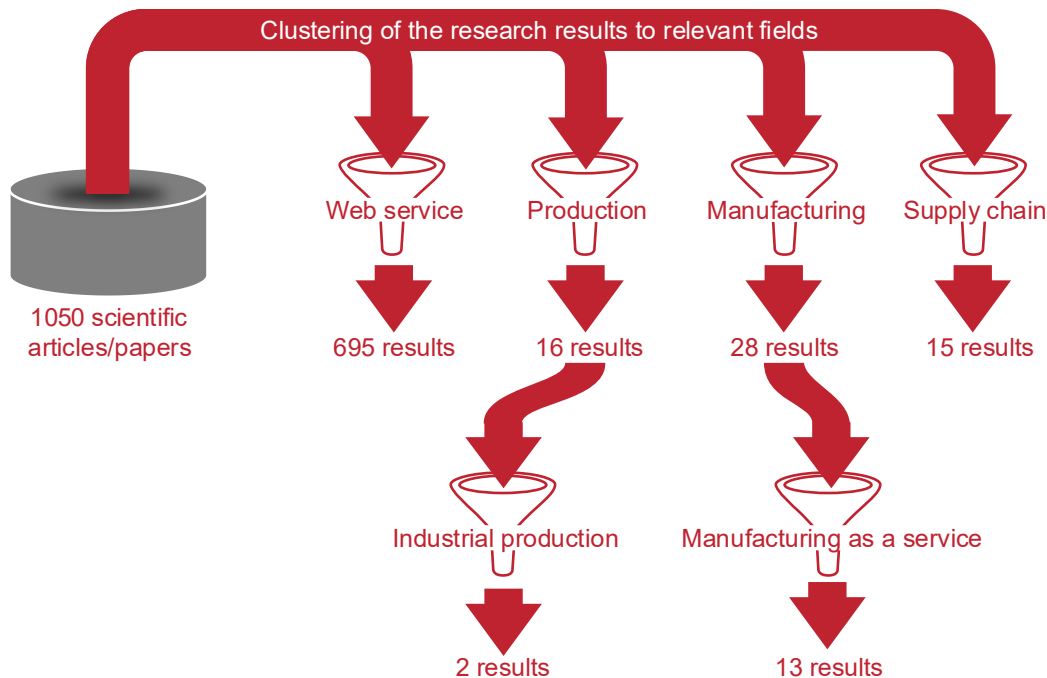 Clustering of the research results to relevant fields
Web service
Production
Manufacturing
Supply chain
1050 scientific
articles/papers
695 results
16 results
28 results
15 results
Industrial production
Manufacturing as a service
2 results
13 results